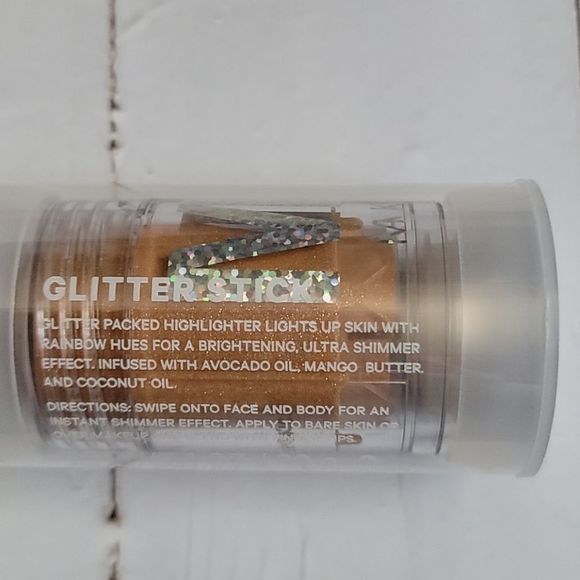 GLITTER STICK
GLITTER PACKED HIGHLIGHTER LIGHTS UP SKIN WITH
RAINBOW HUES FOR A BRIGHTENING, ULTRA SHIMMER
EFFECT. INFUSED WITH AVOCADO OIL, MANGO BUTTER,
AND COCONUT OIL.
DIRECTIONS: SWIPE ONTO FACE AND BODY FOR AN
INSTANT SHIMMER EFFECT. APPLY TO BARE SKIN OR
OVER MAKEUP